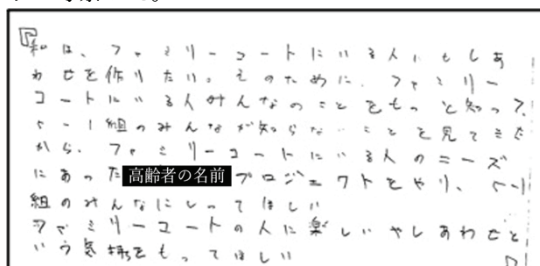 『私は、ファミリーコートにいる人、もしあ
わせを作りたい。そのために、ファミリー
コートにいる人みんなのことをもっと知って、
5-1組のみんなが知らないことを見てきた
から、ファミリーコートにいる人のニーズ
にあった高齢者の名前プロジェクトをやり、5-1
組のみんなにしってほしい
ファミリーコートの人に楽しいやしあわせと
いう気持をもってほしい 』